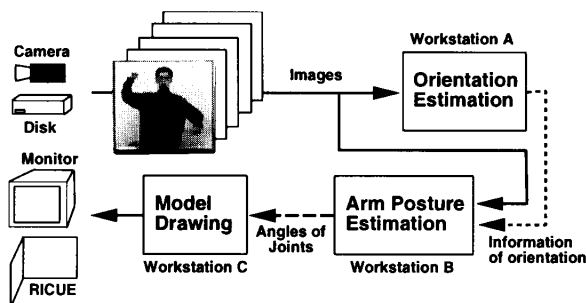 Camera
Disk
Images
Workstation A
Orientation
Estimation
Monitor
RICUE
Model
Drawing
Workstation C
Angles of
Joints
Arm Posture
Estimation
Workstation B
Information
of orientation